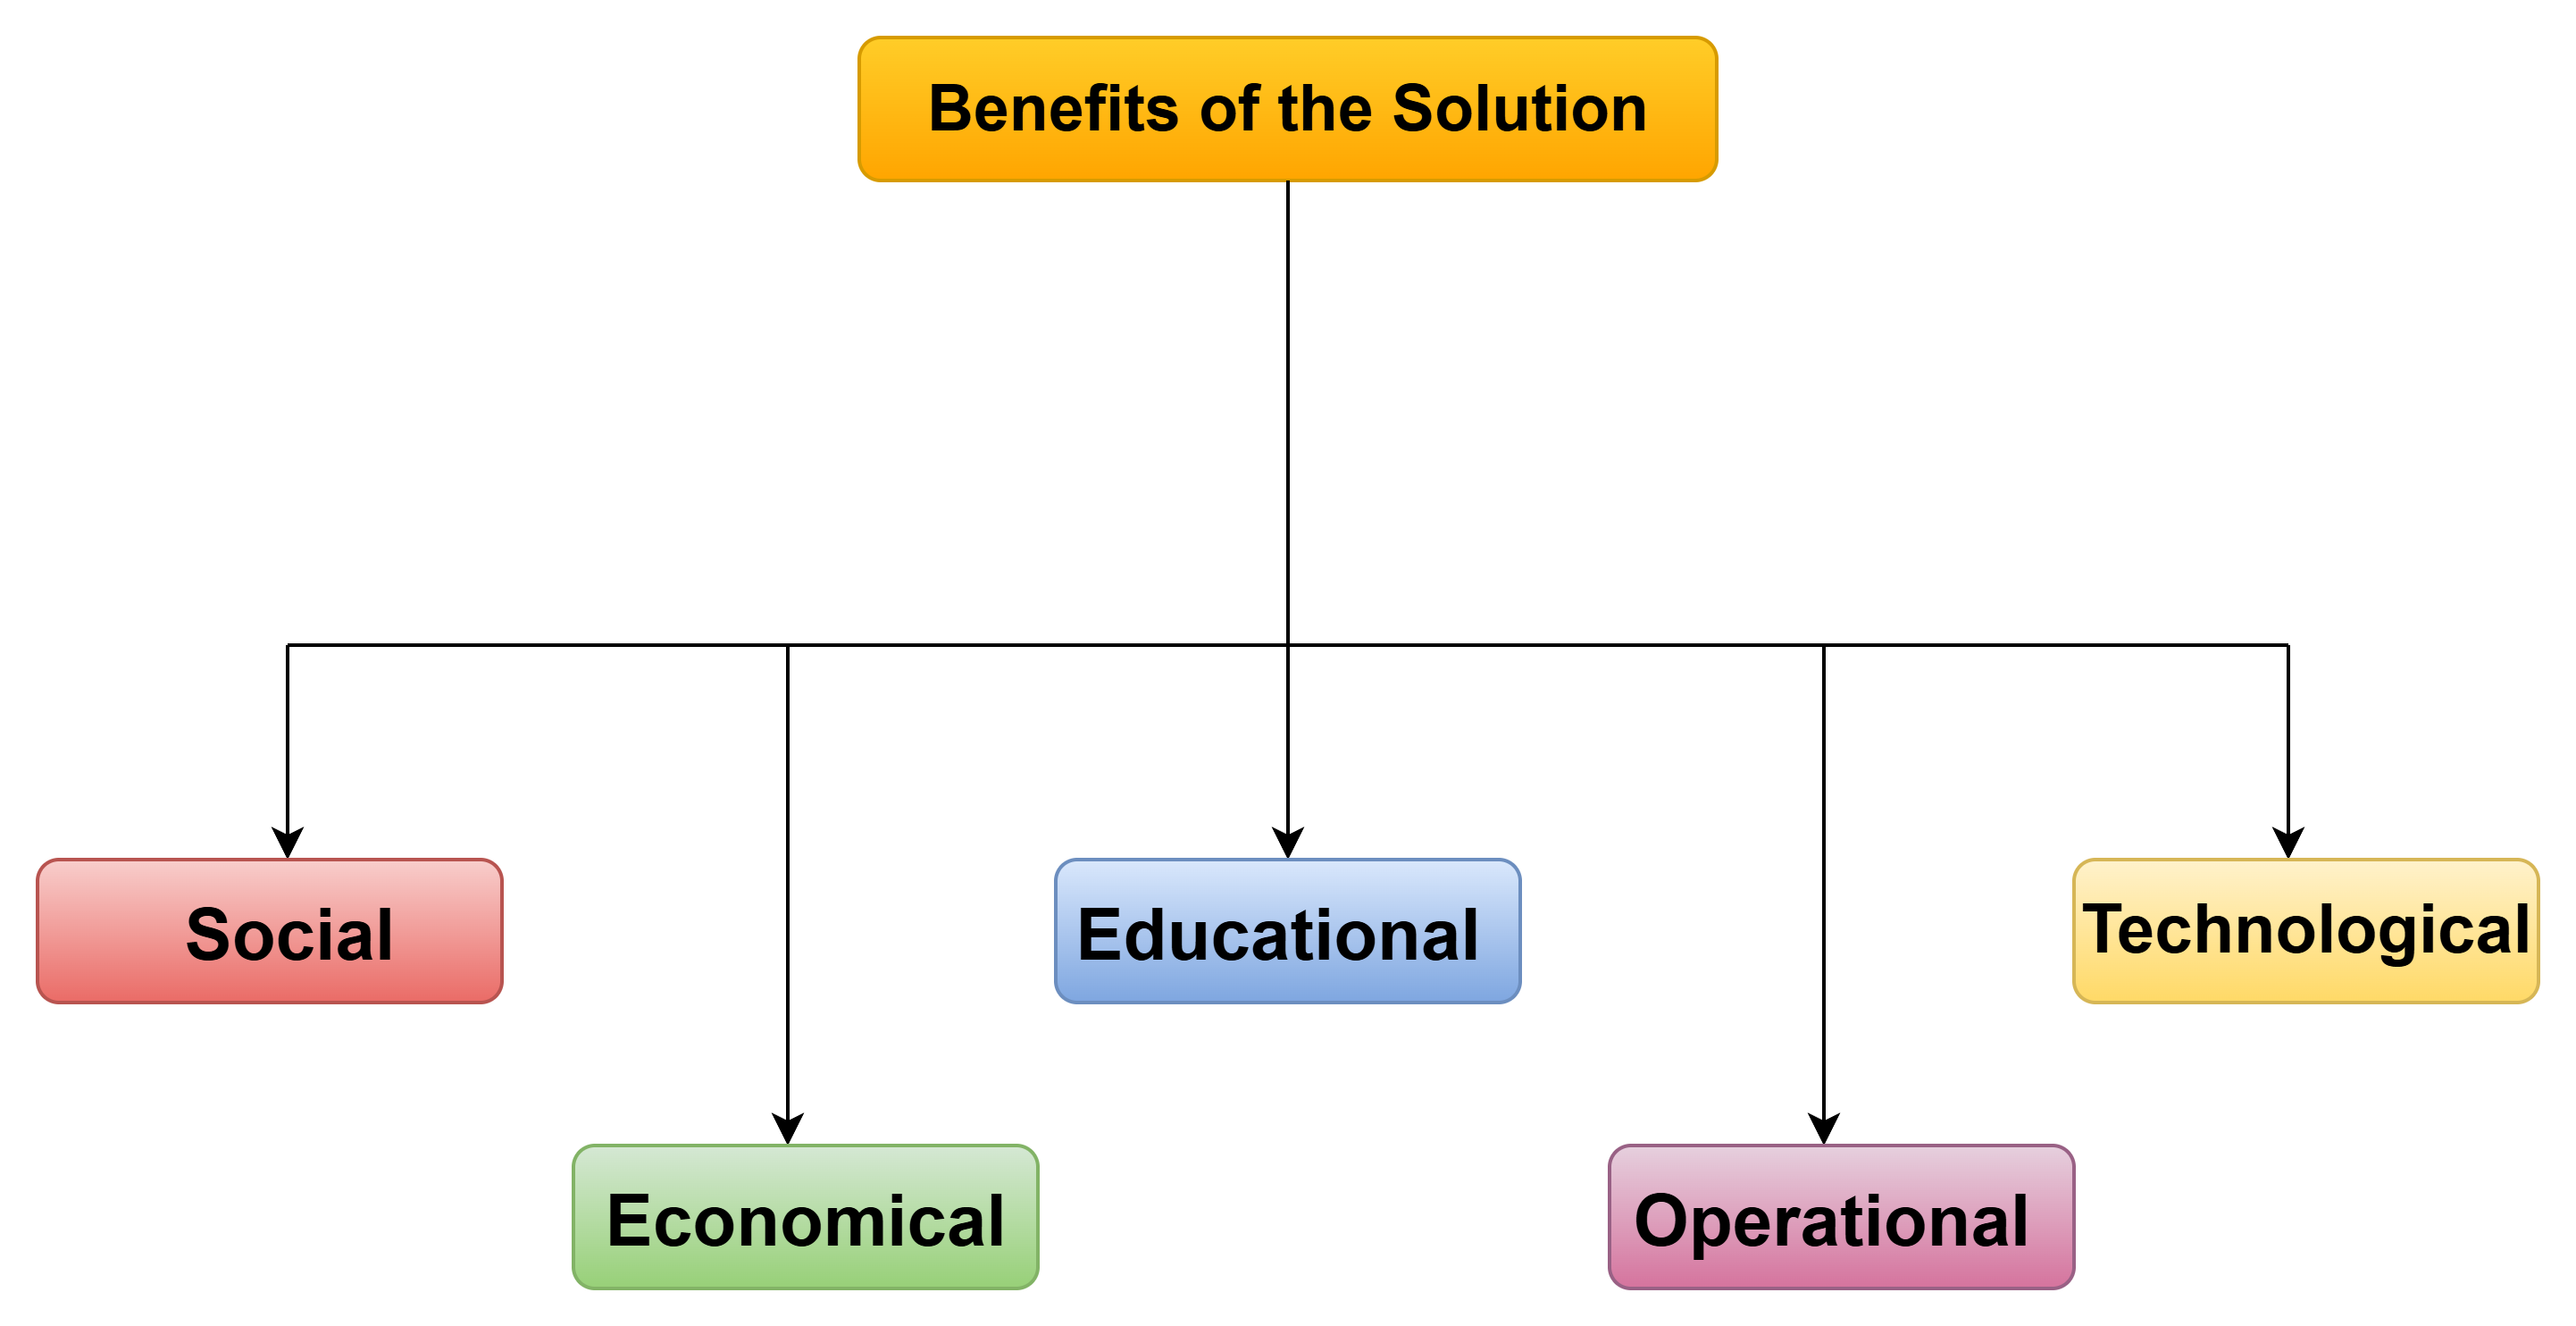 Benefits of the Solution
Social
Educational
Technological
Economical
Operational